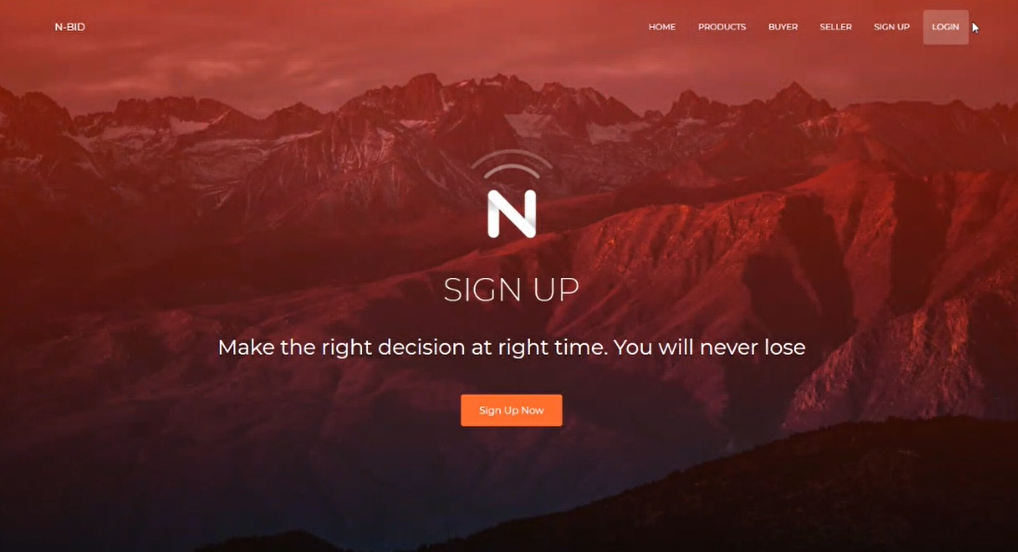 N-BID
HOME PRODUCTS BUYER SELLER SIGN UP LOGIN
N
SIGN UP
Make the right decision at right time. You will never lose
Sign Up Now